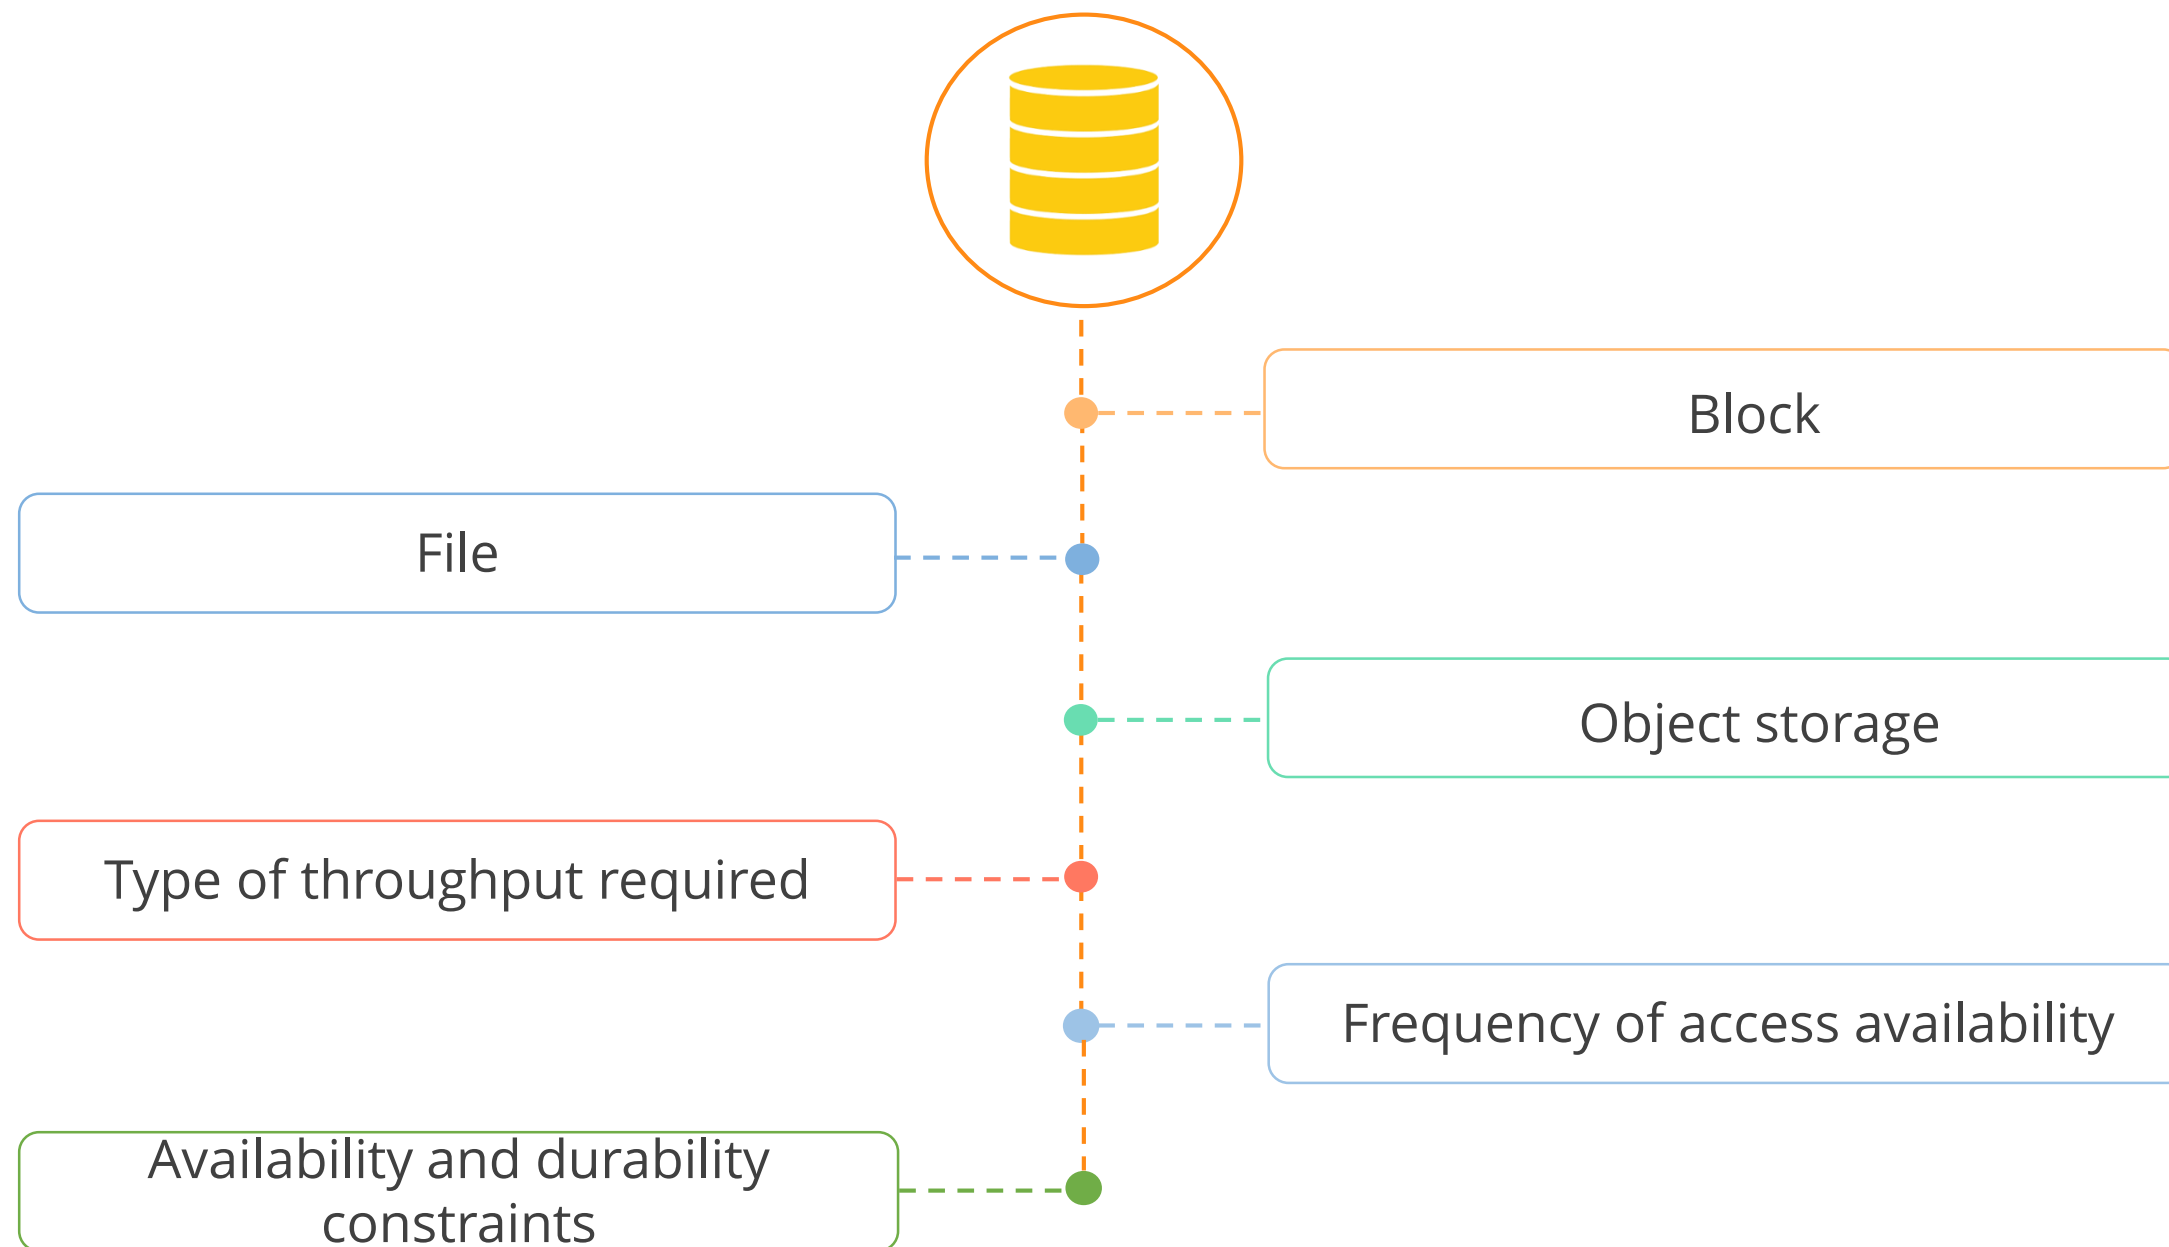 Block
File
Object storage
Type of throughput required
Frequency of access availability
Availability and durability
constraints